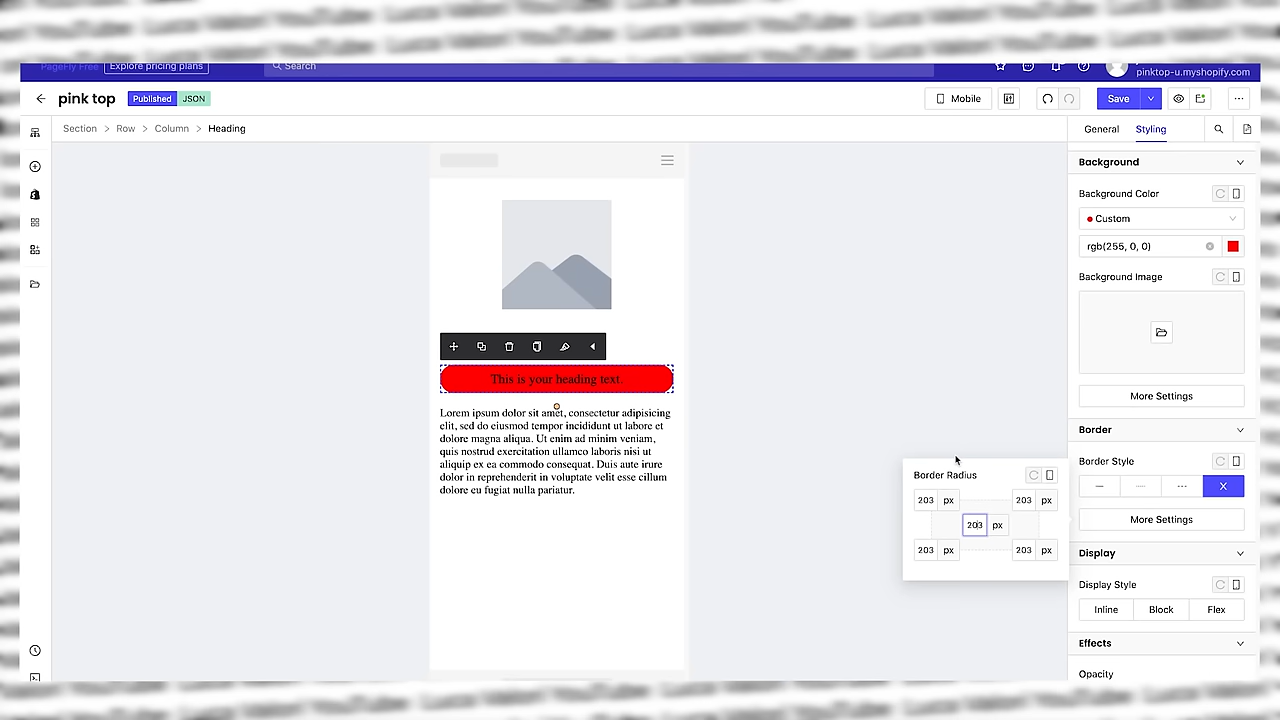 PageFly Free Explore pricing plans Search
pinktop-u.myshopify.com
pink top Published JSON Mobile Save
Section > Row > Column > Heading
General Styling
Background
Background Color
Custom
rgb(255, 0, 0)
Background Image
More Settings
Border
Border Style
More Settings
Display
Display Style
Inline Block Flex
Effects
Opacity
This is your heading text.
Lorem ipsum dolor sit amet, consectetur adipisicing
elit, sed do eiusmod tempor incididunt ut labore et
dolore magna aliqua. Ut enim ad minim veniam,
quis nostrud exercitation ullamco laboris nisi ut
aliquip ex ea commodo consequat. Duis aute irure
dolor in reprehenderit in voluptate velit esse cillum
dolore eu fugiat nulla pariatur.
Border Radius
203 px 203 px
203 px
203 px 203 px